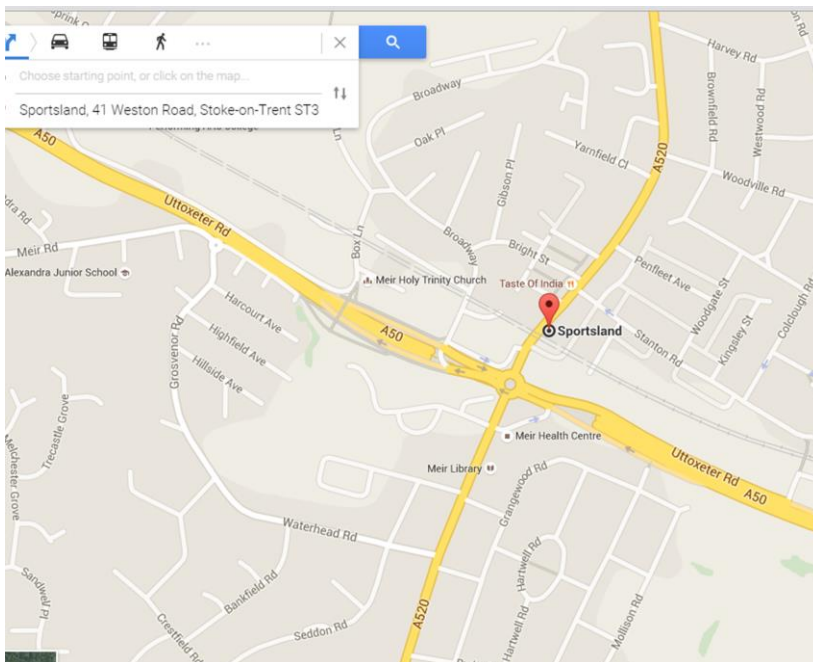 Choose starting point, or click on the map...
Sportsland, 41 Weston Road, Stoke-on-Trent ST3
Harvey Rd
Broadway
Brownfield Rd
Westwood Rd
A50
Ln
Oak Pl
A520
Yarnfield Cl
Gibson Pl
Woodville Rd
Uttoxeter Rd
Meir Rd
Box Ln
Broadway
Bright St
Penfleet Ave
Alexandra Junior School
Meir Holy Trinity Church
Taste Of India
Woodgate St
Colclough Rd
Harcourt Ave
A50
Sportsland
Kingsley St
Highfield Ave
Stanton Rd
Grosvenor Rd
Hillside Ave
Trecastle Grove
Meir Health Centre
Melchester Grove
Meir Library
Uttoxeter Rd
A50
Grangewood Rd
Waterhead Rd
Hartwell Rd
Sandwell Pl
Bankfield Rd
A520
Mollison Rd
Crestfield Rd
Seddon Rd
Hartwell Rd